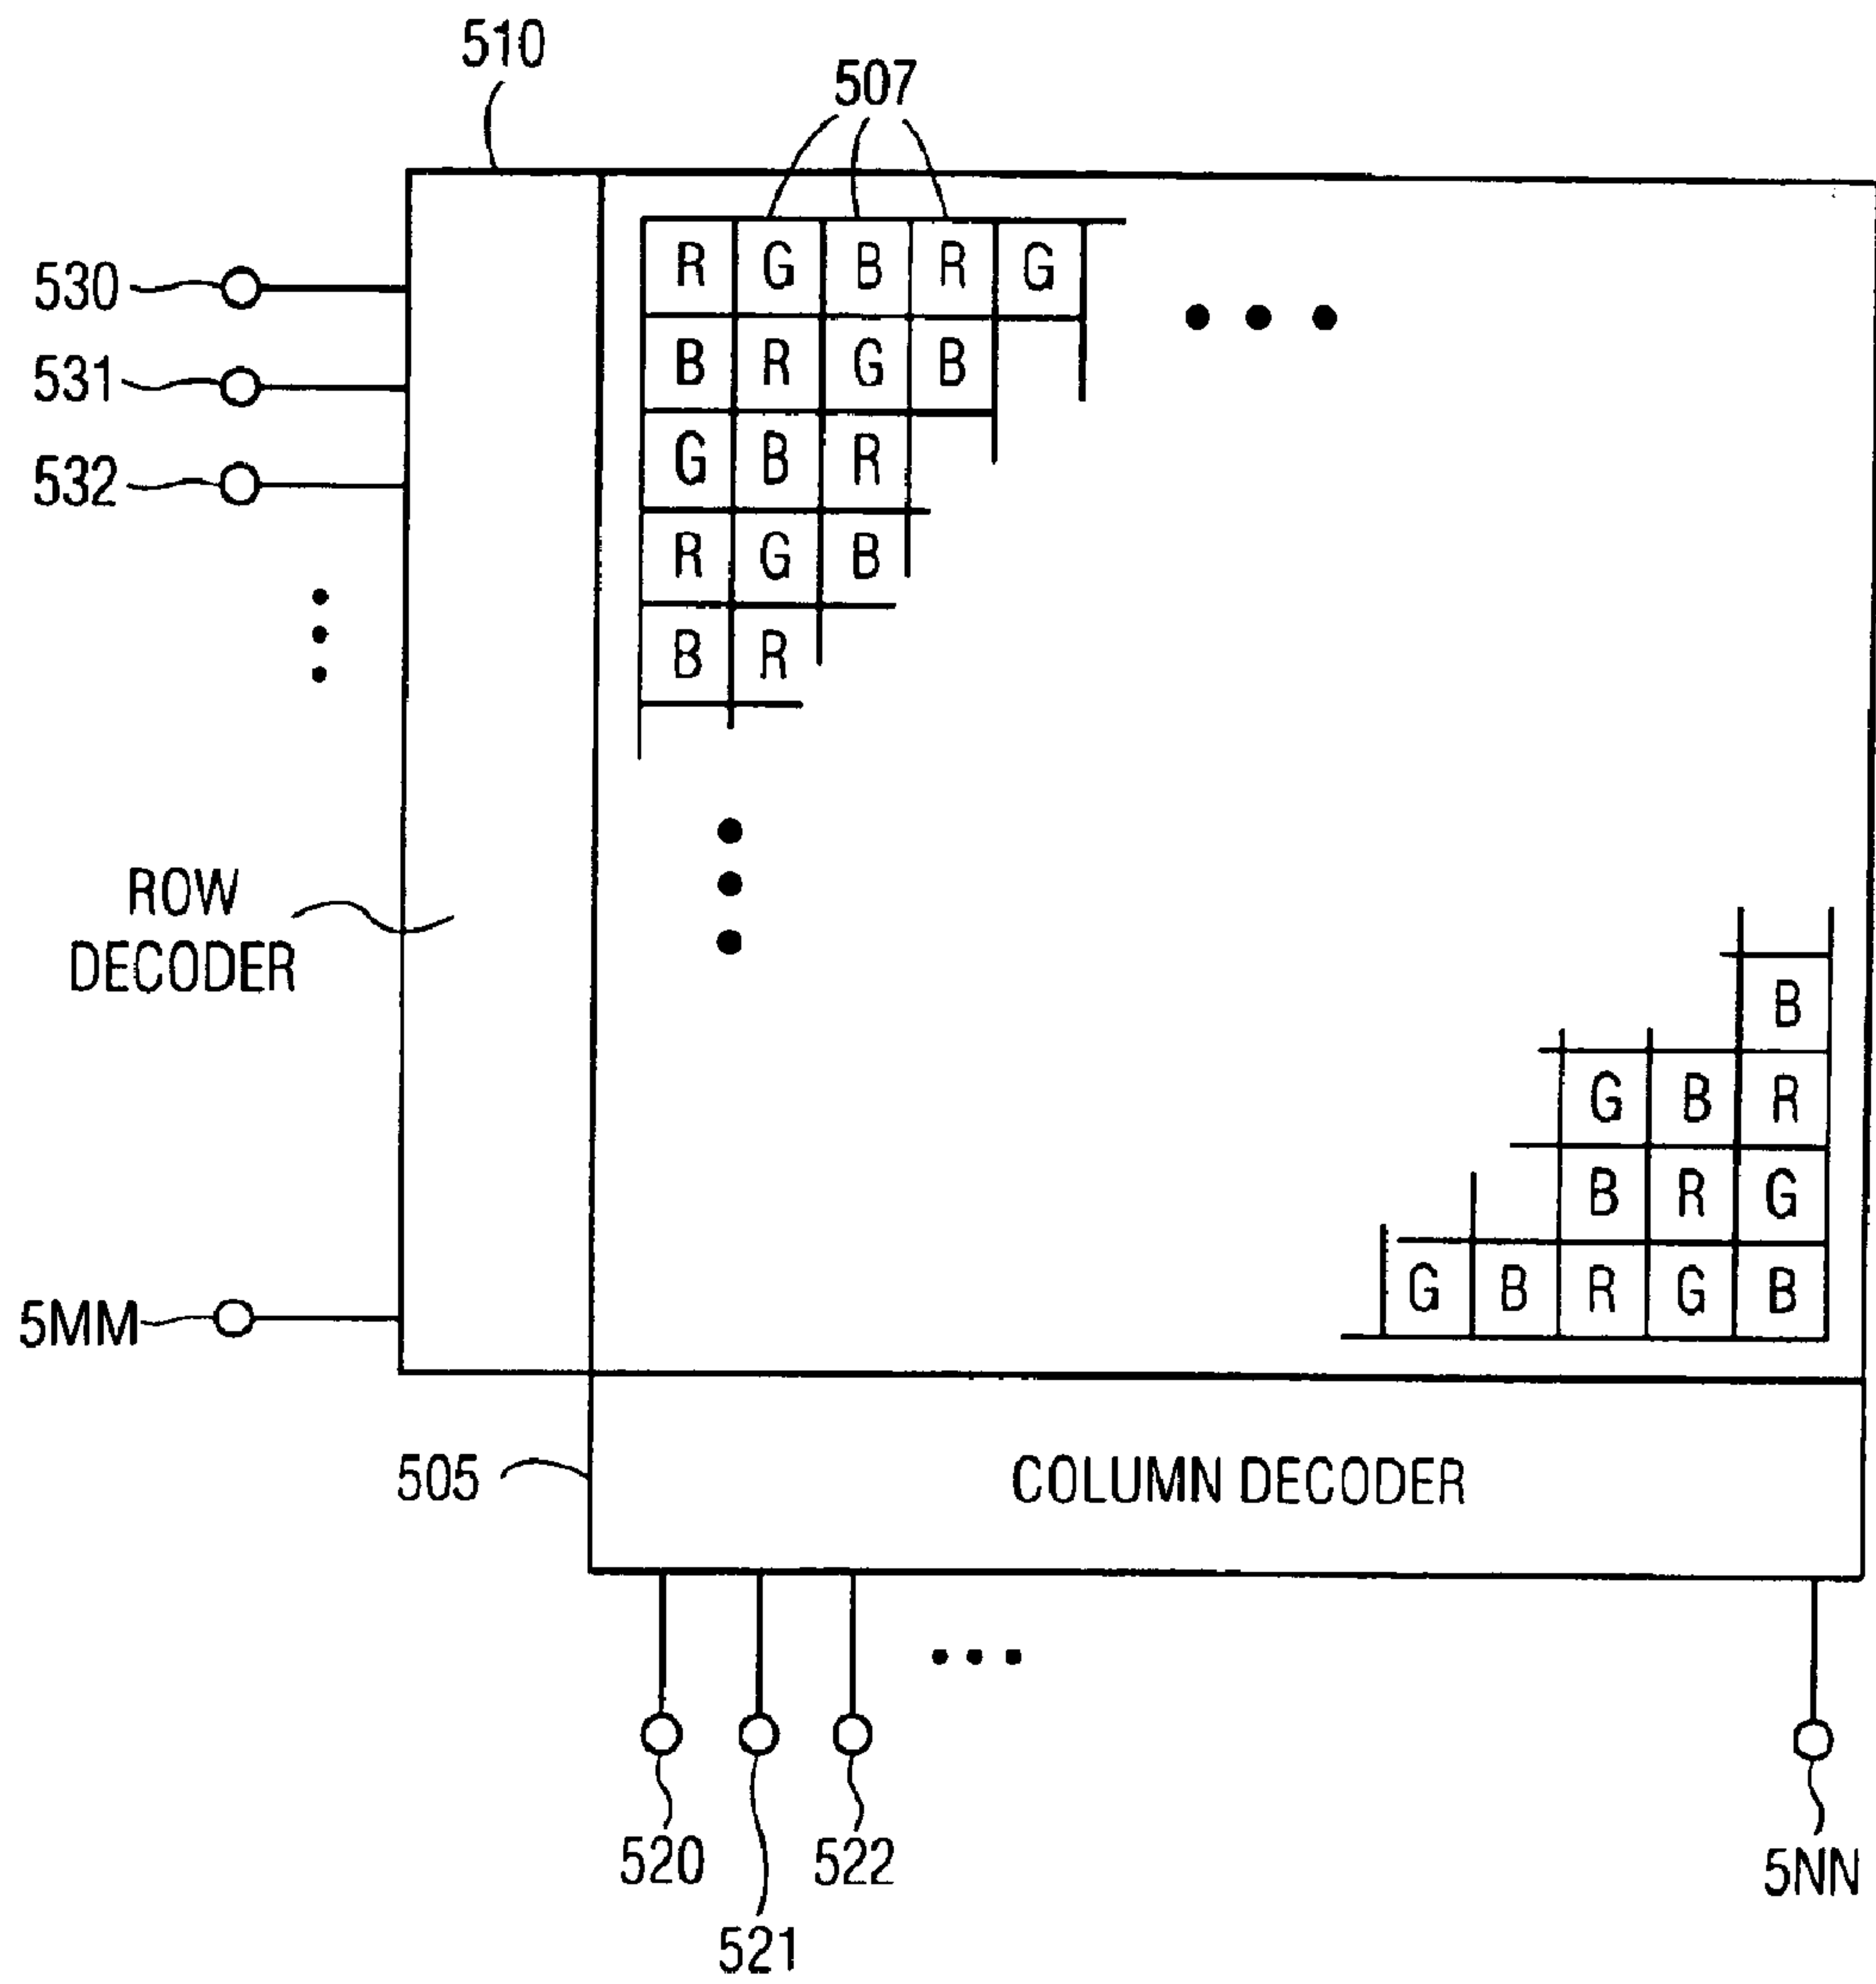 510
507
530
531
532
R G B R G
B R G B
G B R
R G B
B R
ROW
DECODER
B
G B R
B R G
G B R G B
5MM
505
COLUMN DECODER
520
521
522
5NN